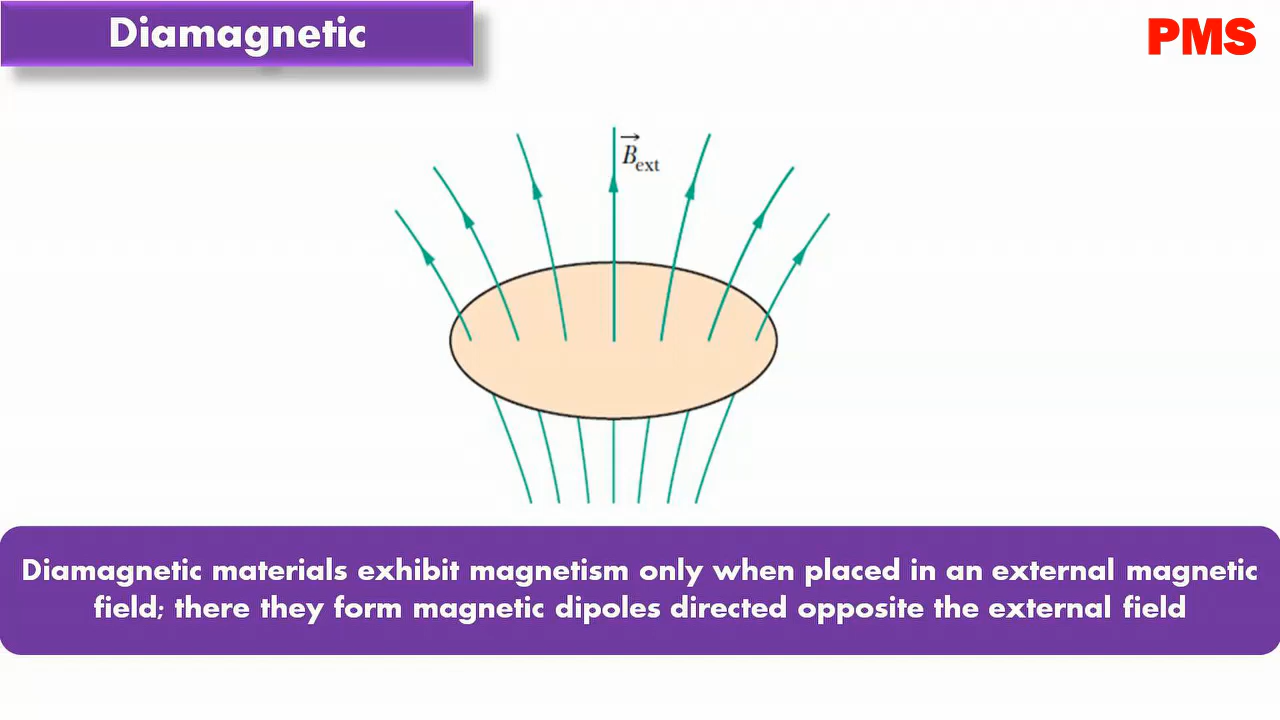 Diamagnetic
PMS
B⃗ext
Diamagnetic materials exhibit magnetism only when placed in an external magnetic
field; there they form magnetic dipoles directed opposite the external field